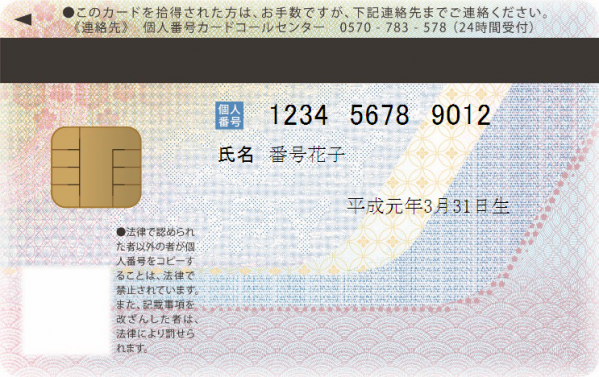 ●このカードを拾得された方は、お手数ですが、下記連絡先までご連絡ください。
《連絡先》 個人番号カードコールセンター 0570-783-578（24時間受付）
個人番号 1234 5678 9012
氏名 番号花子
平成元年3月31日生
●法律で認められ
た者以外の者が個
人番号をコピーす
ることは、法律で
禁止されています。
また、記載事項を
改ざんした者は、
法律により罰せら
れます。